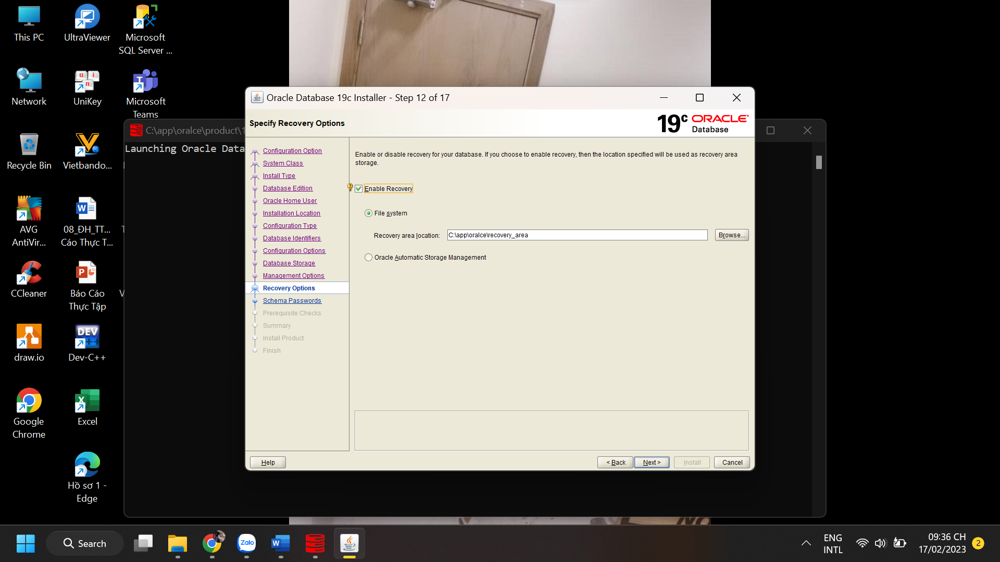 This PC
UltraViewer
Microsoft
SQL Server ...
Network
UniKey
Microsoft
Teams
Recycle Bin
Vietbando...
AVG
AntiVir...
08_ĐH_TT...
Cáo Thực T...
CCleaner
Báo Cáo
Thực Tập
draw.io
DEV
Dev-C++
Google
Chrome
Excel
Hồ sơ 1 -
Edge
C:\app\oralce\product\1
Launching Oracle Data
Oracle Database 19c Installer - Step 12 of 17
Specify Recovery Options
19c ORACLE
Database
Configuration Option
System Class
Install Type
Database Edition
Oracle Home User
Installation Location
Configuration Type
Database Identifiers
Configuration Options
Database Storage
Management Options
Recovery Options
Schema Passwords
Prerequisite Checks
Summary
Install Product
Finish
Enable or disable recovery for your database. If you choose to enable recovery, then the location specified will be used as recovery area
storage.
Enable Recovery
File system
Recovery area location: C:\app\oralce\recovery_area Browse...
Oracle Automatic Storage Management
Help
< Back
Next >
Install
Cancel
Search
Zalo
ENG
INTL
09:36 CH
17/02/2023
2